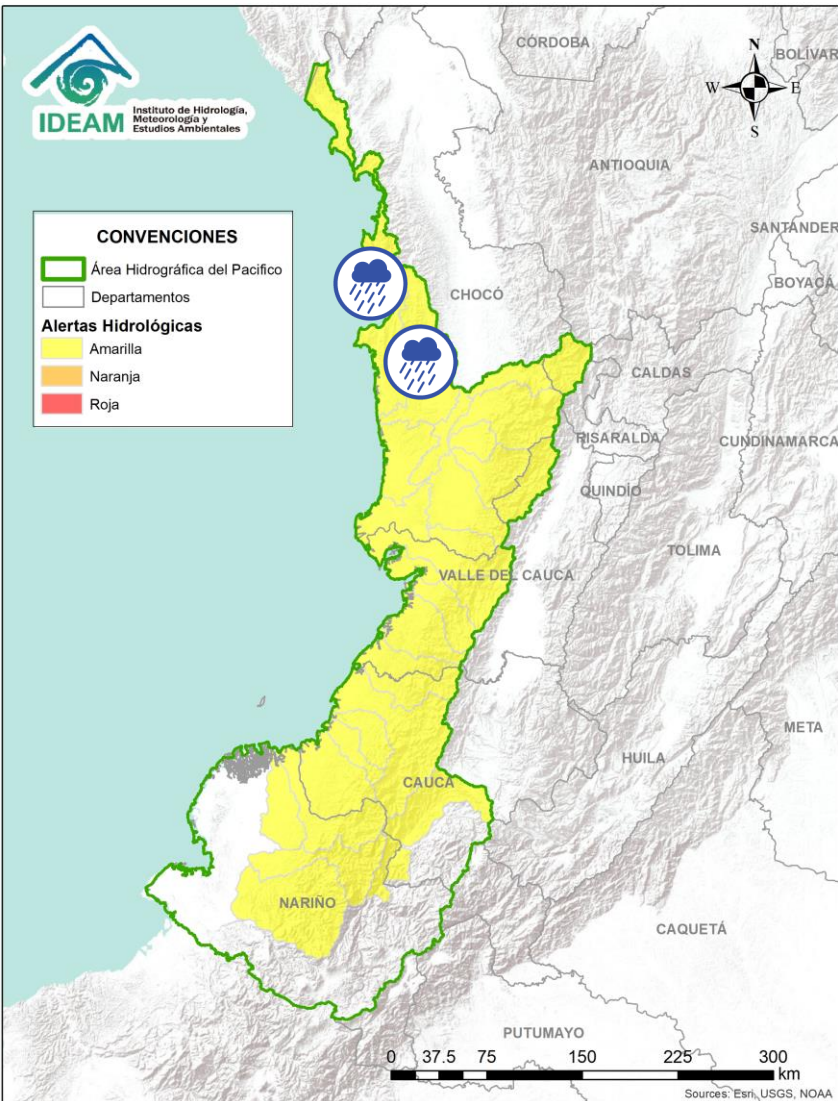 IDEAM
Instituto de Hidrología,
Meteorología y
Estudios Ambientales
CÓRDOBA
BOLÍVAR
N
W
E
S
ANTIOQUIA
SANTANDER
BOYACÁ
CONVENCIONES
Área Hidrográfica del Pacifico
Departamentos
Alertas Hidrológicas
Amarilla
Naranja
Roja
CHOCÓ
CALDAS
RISARALDA
CUNDINAMARCA
QUINDÍO
TOLIMA
VALLE DEL CAUCA
META
HUILA
CAUCA
NARIÑO
CAQUETÁ
PUTUMAYO
0 37.5 75 150 225 300
km
Sources: Esri, USGS, NOAA